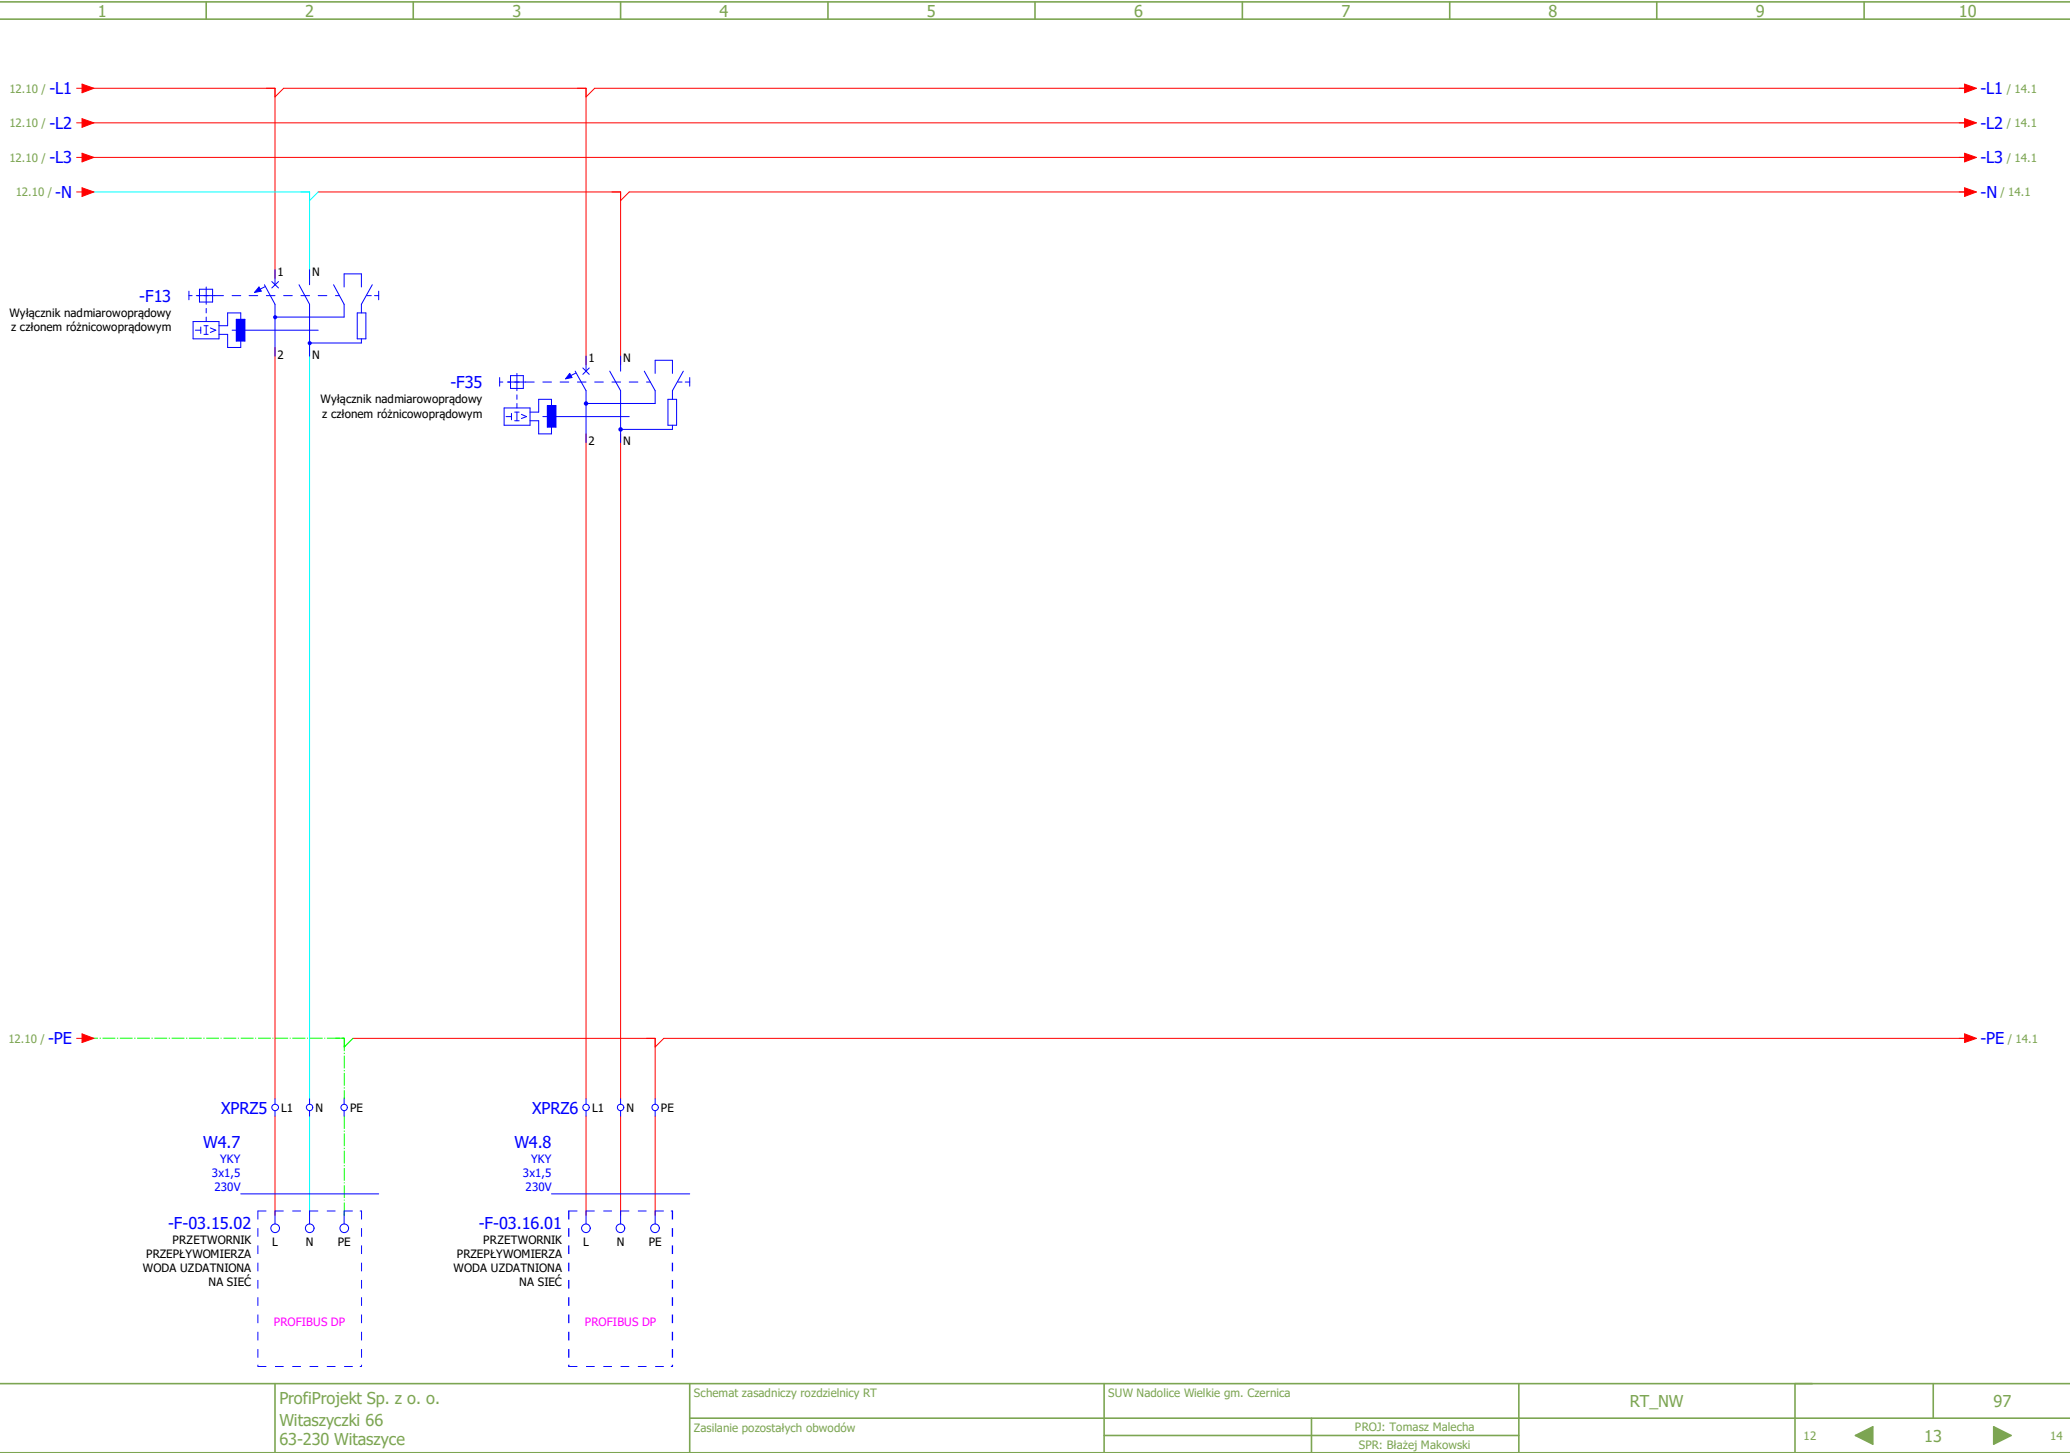 1 2 3 4 5 6 7 8 9 10
12.10 / -L1 -L1 / 14.1
12.10 / -L2 -L2 / 14.1
12.10 / -L3 -L3 / 14.1
12.10 / -N -N / 14.1
1 N
-F13
Wyłącznik nadmiarowoprądowy
z członem różnicowoprądowym
I>
2 N
1 N
-F35
Wyłącznik nadmiarowoprądowy
z członem różnicowoprądowym
I>
2 N
12.10 / -PE -PE / 14.1
XPRZ5 L1 N PE
W4.7
YKY
3x1,5
230V
-F-03.15.02
PRZETWORNIK
PRZEPŁYWOMIERZA
WODA UZDATNIONA
NA SIEĆ
L N PE
PROFIBUS DP
XPRZ6 L1 N PE
W4.8
YKY
3x1,5
230V
-F-03.16.01
PRZETWORNIK
PRZEPŁYWOMIERZA
WODA UZDATNIONA
NA SIEĆ
L N PE
PROFIBUS DP
ProfiProjekt Sp. z o. o.
Witaszyczki 66
63-230 Witaszyce
Schemat zasadniczy rozdzielnicy RT
Zasilanie pozostałych obwodów
SUW Nadolice Wielkie gm. Czernica
PROJ: Tomasz Malecha
SPR: Błażej Makowski
RT_NW
97
12 13 14